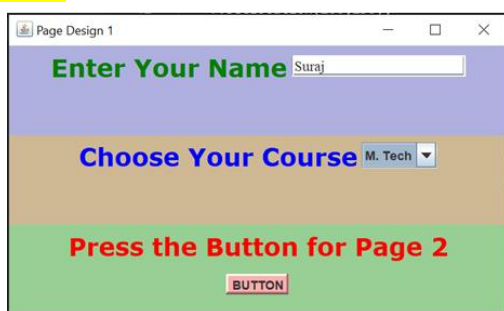 Page Design 1
Enter Your Name Suraj
Choose Your Course M. Tech
Press the Button for Page 2
BUTTON